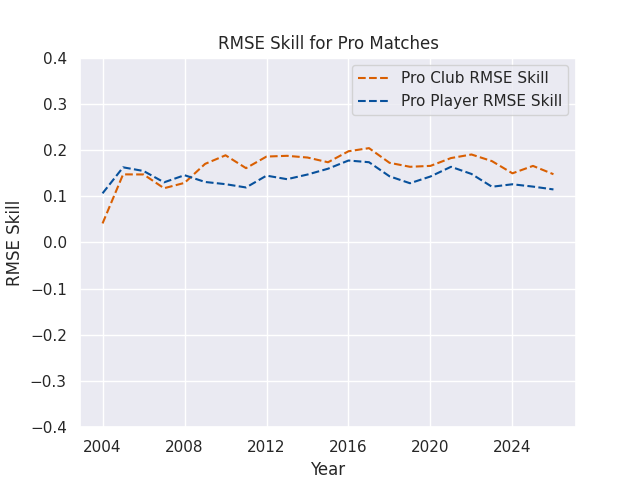 RMSE Skill for Pro Matches
Pro Club RMSE Skill
Pro Player RMSE Skill
RMSE Skill
0.4
0.3
0.2
0.1
0.0
−0.1
−0.2
−0.3
−0.4
2004 2008 2012 2016 2020 2024
Year